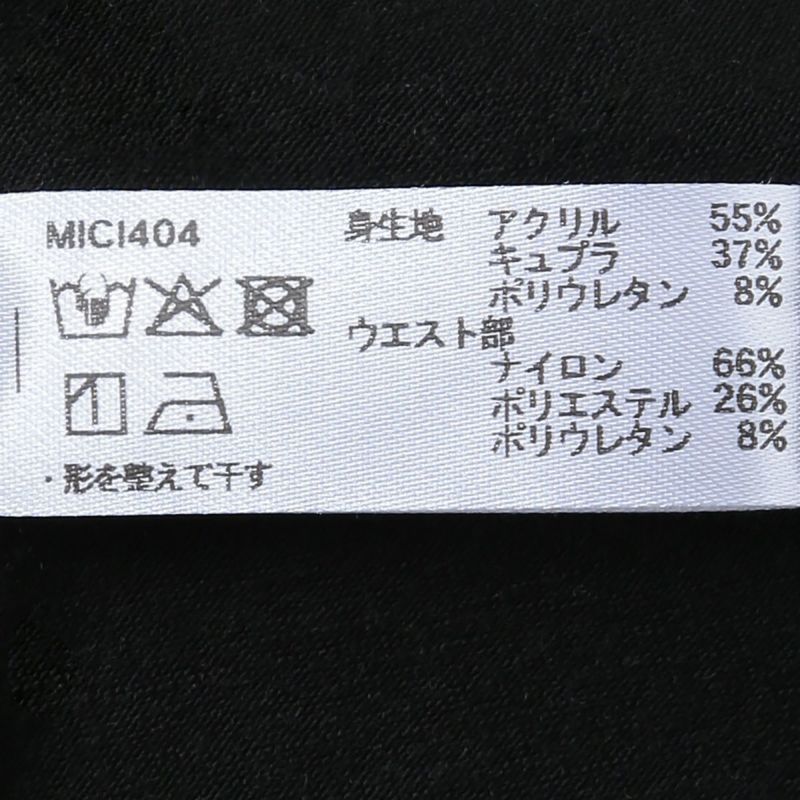 MICI404
身生地 アクリル 55%
キュプラ 37%
ポリウレタン 8%
ウエスト部
ナイロン 66%
ポリエステル 26%
ポリウレタン 8%
・形を整えて干す